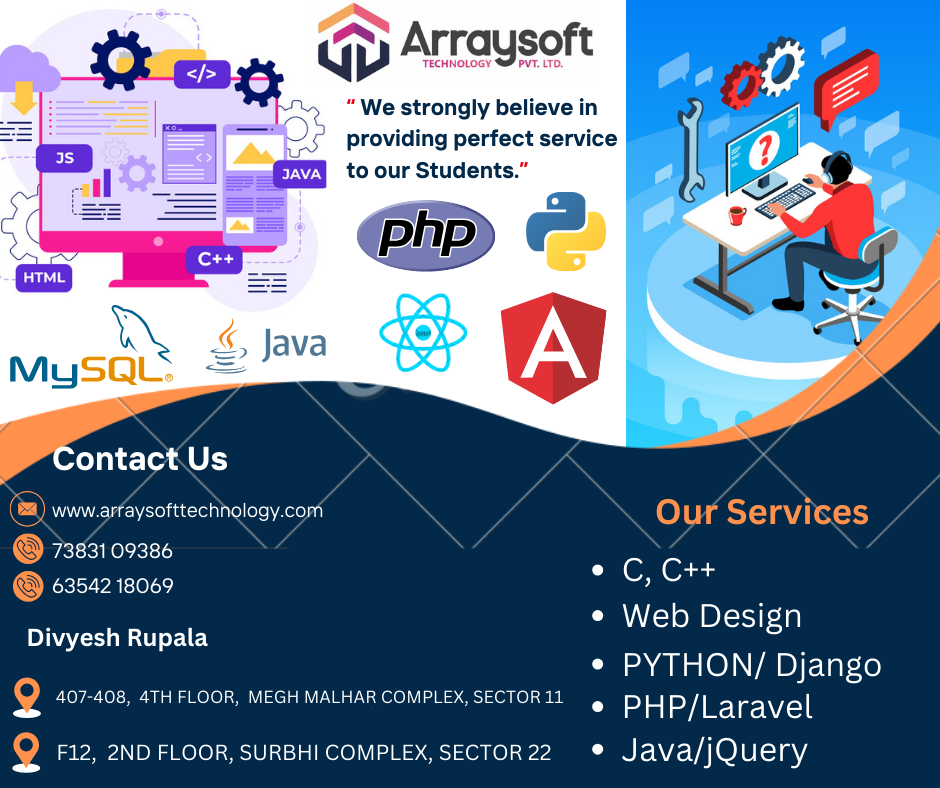 Arraysoft
TECHNOLOGY PVT. LTD.
" We strongly believe in
providing perfect service
to our Students."
</>
JS
JAVA
C++
HTML
< >
?
php
MySQL®
Java
A
Contact Us
www.arraysofttechnology.com
73831 09386
63542 18069
Divyesh Rupala
407-408, 4TH FLOOR, MEGH MALHAR COMPLEX, SECTOR 11
F12, 2ND FLOOR, SURBHI COMPLEX, SECTOR 22
Our Services
• C, C++
• Web Design
• PYTHON/ Django
• PHP/Laravel
• Java/jQuery